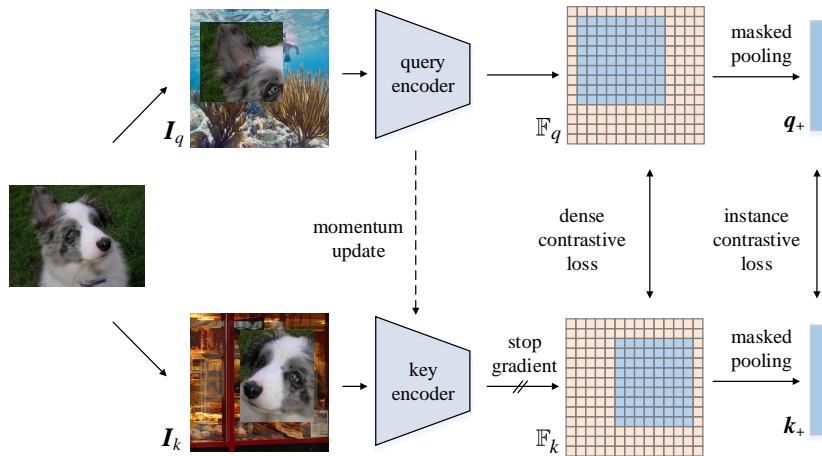 query
encoder
masked
pooling
I_q
𝔽_q
q_+
momentum
update
dense
contrastive
loss
instance
contrastive
loss
key
encoder
stop
gradient
masked
pooling
I_k
𝔽_k
k_+